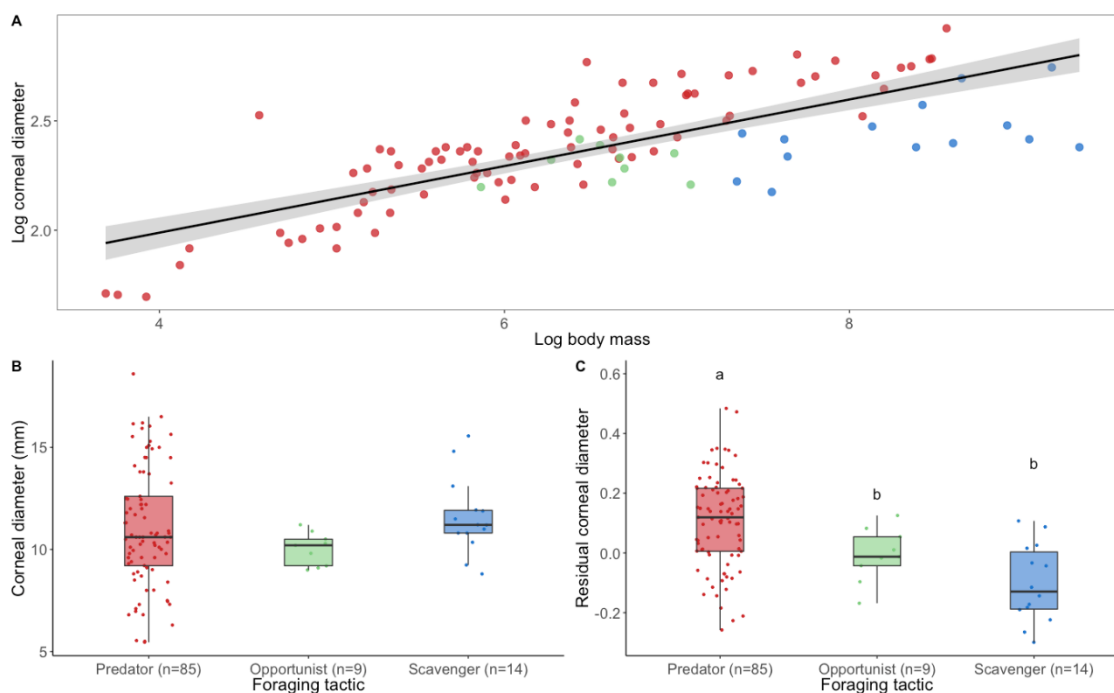 A
Log corneal diameter
2.5
2.0
4
6
8
Log body mass
B
Corneal diameter (mm)
15
10
5
Predator (n=85)
Opportunist (n=9)
Scavenger (n=14)
Foraging tactic
C
Residual corneal diameter
0.6
0.4
0.2
0.0
-0.2
a
b
b
Predator (n=85)
Opportunist (n=9)
Scavenger (n=14)
Foraging tactic